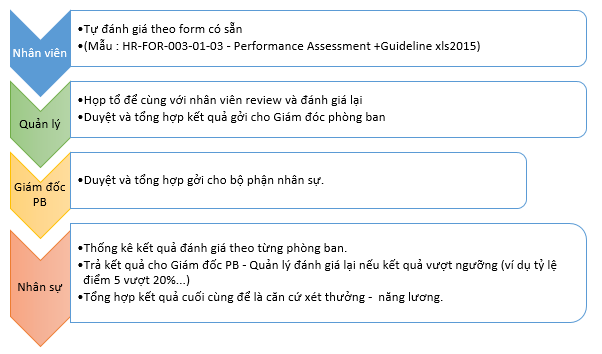 Nhân viên
•Tự đánh giá theo form có sẵn
•(Mẫu : HR-FOR-003-01-03 - Performance Assessment +Guideline xls2015)
Quản lý
•Họp tổ để cùng với nhân viên review và đánh giá lại
•Duyệt và tổng hợp kết quả gởi cho Giám đóc phòng ban
Giám đốc
PB
•Duyệt và tổng hợp gởi cho bộ phận nhân sự.
Nhân sự
•Thống kê kết quả đánh giá theo từng phòng ban.
•Trả kết quả cho Giám đốc PB - Quản lý đánh giá lại nếu kết quả vượt ngưỡng (ví dụ tỷ lệ
điểm 5 vượt 20%...)
•Tổng hợp kết quả cuối cùng để là căn cứ xét thưởng - năng lương.